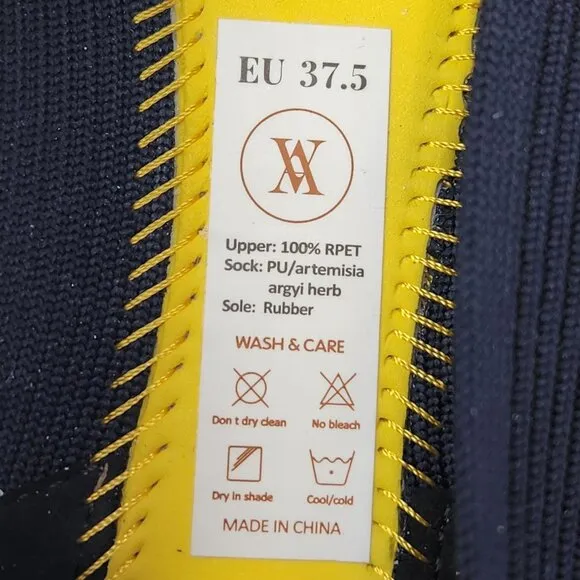 EU 37.5
VA
Upper: 100% RPET
Sock: PU/artemisia
argyi herb
Sole: Rubber
WASH & CARE
Don t dry clean No bleach
Dry in shade Cool/cold
MADE IN CHINA